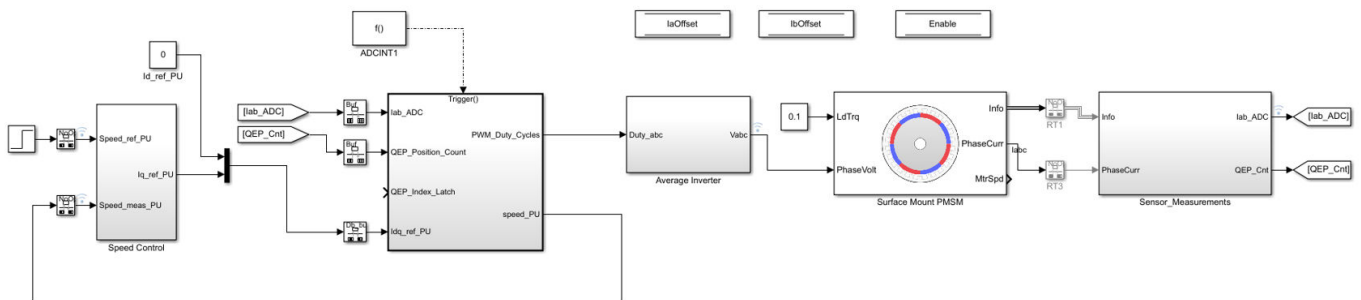 IaOffset
IbOffset
Enable
f()
ADCINT1
0
Id_ref_PU
[Iab_ADC]
[QEP_Cnt]
Buf
Buf
Trigger()
Iab_ADC
QEP_Position_Count
QEP_Index_Latch
Idq_ref_PU
PWM_Duty_Cycles
speed_PU
Speed_ref_PU
Iq_ref_PU
Speed_meas_PU
Speed Control
Duty_abc
Vabc
Average Inverter
0.1
LdTrq
PhaseVolt
Info
PhaseCurr
Iabc
MtrSpd
Surface Mount PMSM
RT1
RT3
Info
PhaseCurr
Iab_ADC
QEP_Cnt
Sensor_Measurements
[Iab_ADC]
[QEP_Cnt]